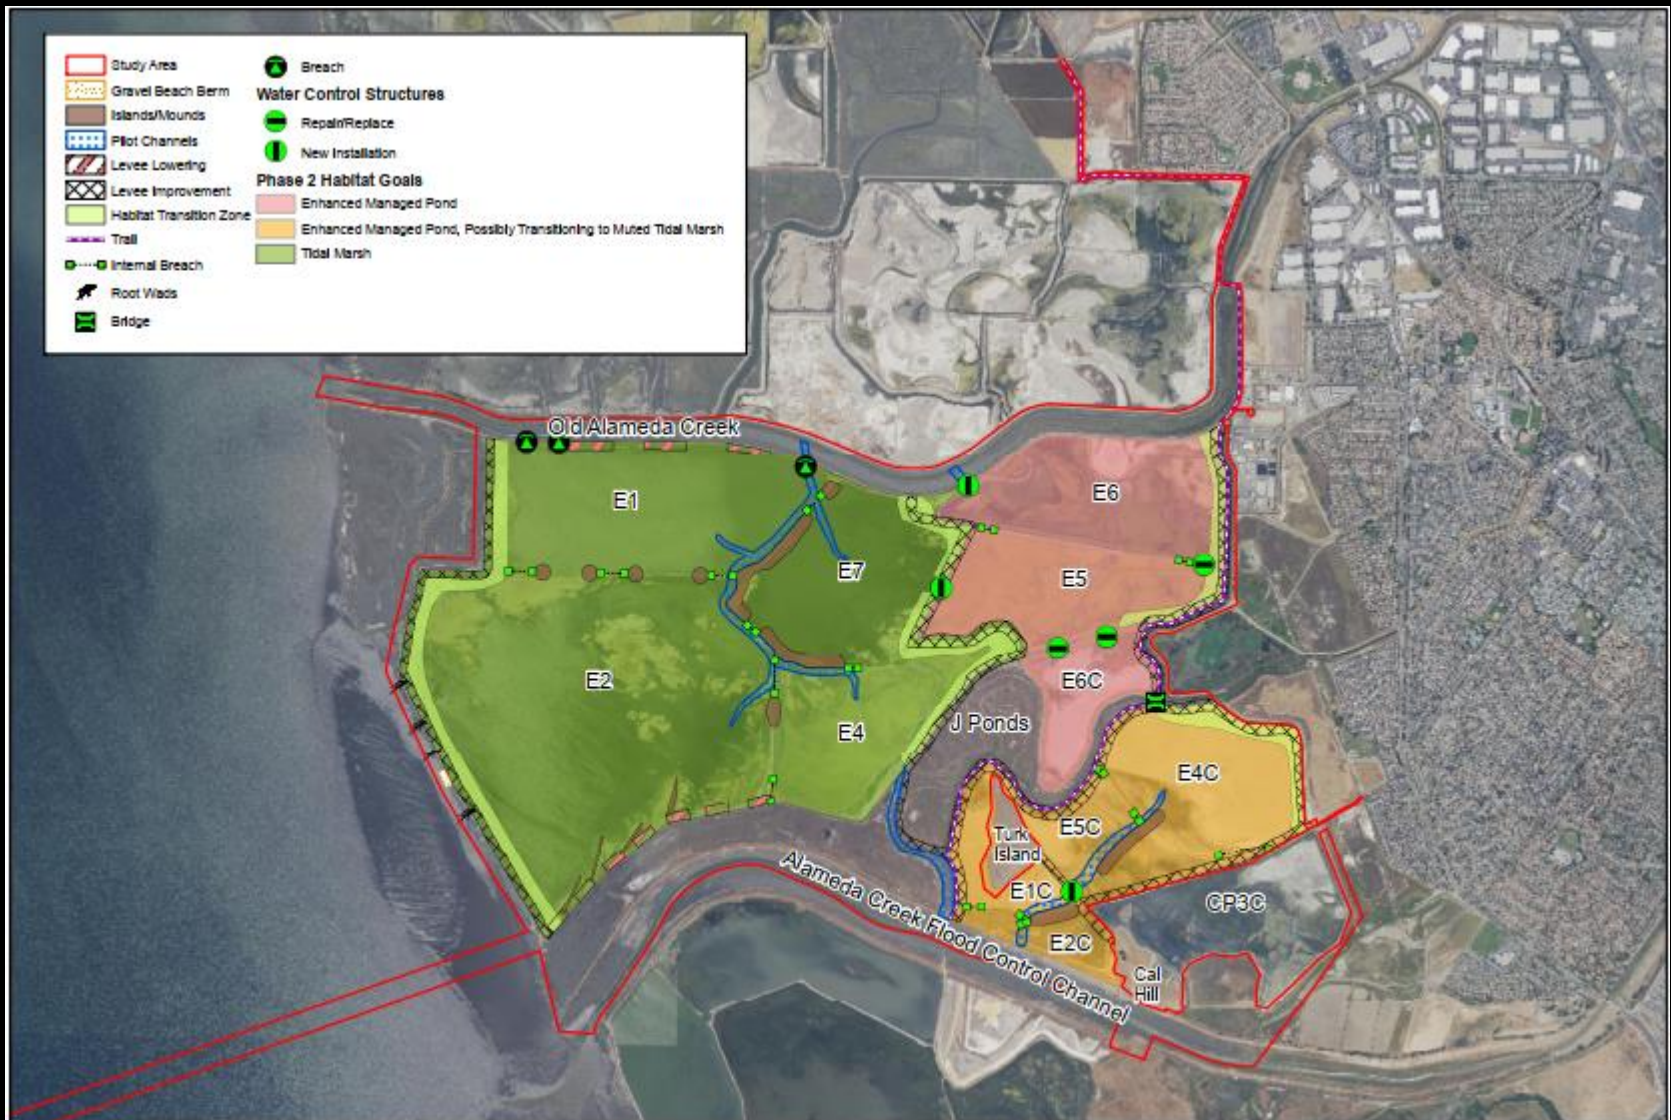 Study Area
Gravel Beach Berm
Islands/Mounds
Pilot Channels
Levee Lowering
Levee Improvement
Habitat Transition Zone
Trail
Internal Breach
Root Wads
Bridge
Breach
Water Control Structures
Repair/Replace
New Installation
Phase 2 Habitat Goals
Enhanced Managed Pond
Enhanced Managed Pond, Possibly Transitioning to Muted Tidal Marsh
Tidal Marsh
Old Alameda Creek
E1
E6
E7
E5
E2
E6C
E4
J Ponds
E4C
E5C
Turk
Island
E1C
CP3C
E2C
Cal
Hill
Alameda Creek Flood Control Channel